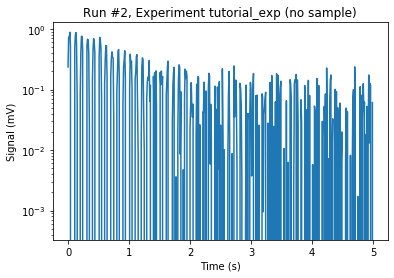 Run #2, Experiment tutorial_exp (no sample)
Signal (mV)
10⁰
10⁻¹
10⁻²
10⁻³
0 1 2 3 4 5
Time (s)